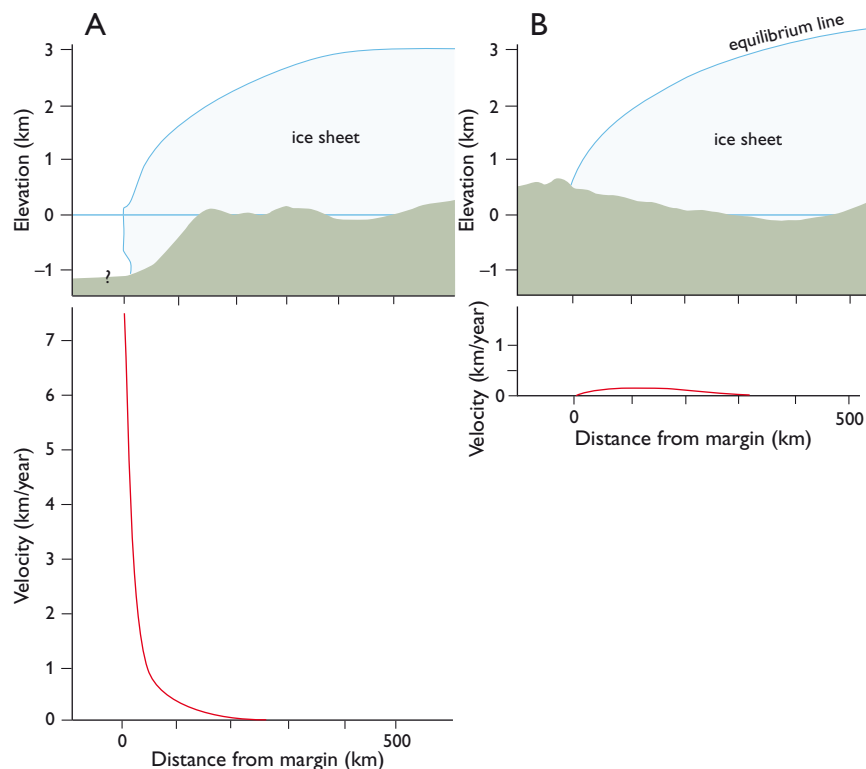 A
Elevation (km)
3
2
1
0
–1
ice sheet
?
B
Elevation (km)
3
2
1
0
–1
equilibrium line
ice sheet
Velocity (km/year)
7
6
5
4
3
2
1
0
0
500
Distance from margin (km)
Velocity (km/year)
1
0
0
500
Distance from margin (km)